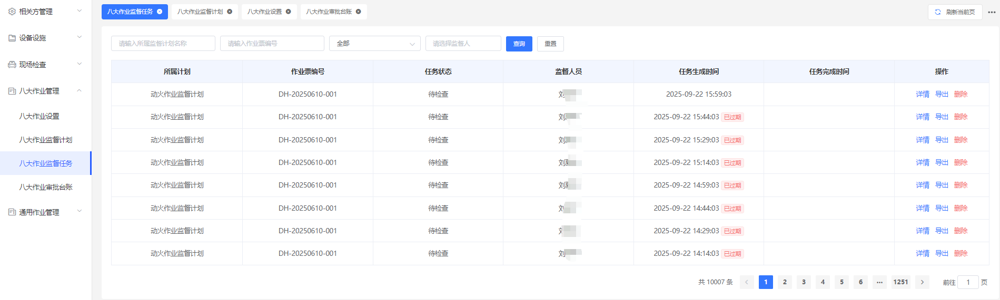 相关方管理
设备设施
现场检查
八大作业管理
八大作业设置
八大作业监督计划
八大作业监督任务
八大作业审批台账
通用作业管理
八大作业监督任务 八大作业监督计划 八大作业设置 八大作业审批台账 刷新当前页
请输入所属监督计划名称 请输入作业票编号 全部 请选择监督人 查询 重置
所属计划 作业票编号 任务状态 监督人员 任务生成时间 任务完成时间 操作
动火作业监督计划 DH-20250610-001 待检查 刘 2025-09-22 15:59:03 详情 导出 删除
动火作业监督计划 DH-20250610-001 待检查 刘 2025-09-22 15:44:03 已过期 详情 导出 删除
动火作业监督计划 DH-20250610-001 待检查 刘 2025-09-22 15:29:03 已过期 详情 导出 删除
动火作业监督计划 DH-20250610-001 待检查 刘 2025-09-22 15:14:03 已过期 详情 导出 删除
动火作业监督计划 DH-20250610-001 待检查 刘 2025-09-22 14:59:03 已过期 详情 导出 删除
动火作业监督计划 DH-20250610-001 待检查 刘 2025-09-22 14:44:03 已过期 详情 导出 删除
动火作业监督计划 DH-20250610-001 待检查 刘 2025-09-22 14:29:03 已过期 详情 导出 删除
动火作业监督计划 DH-20250610-001 待检查 刘 2025-09-22 14:14:03 已过期 详情 导出 删除
共 10007 条 1 2 3 4 5 6 ... 1251 前往 1 页